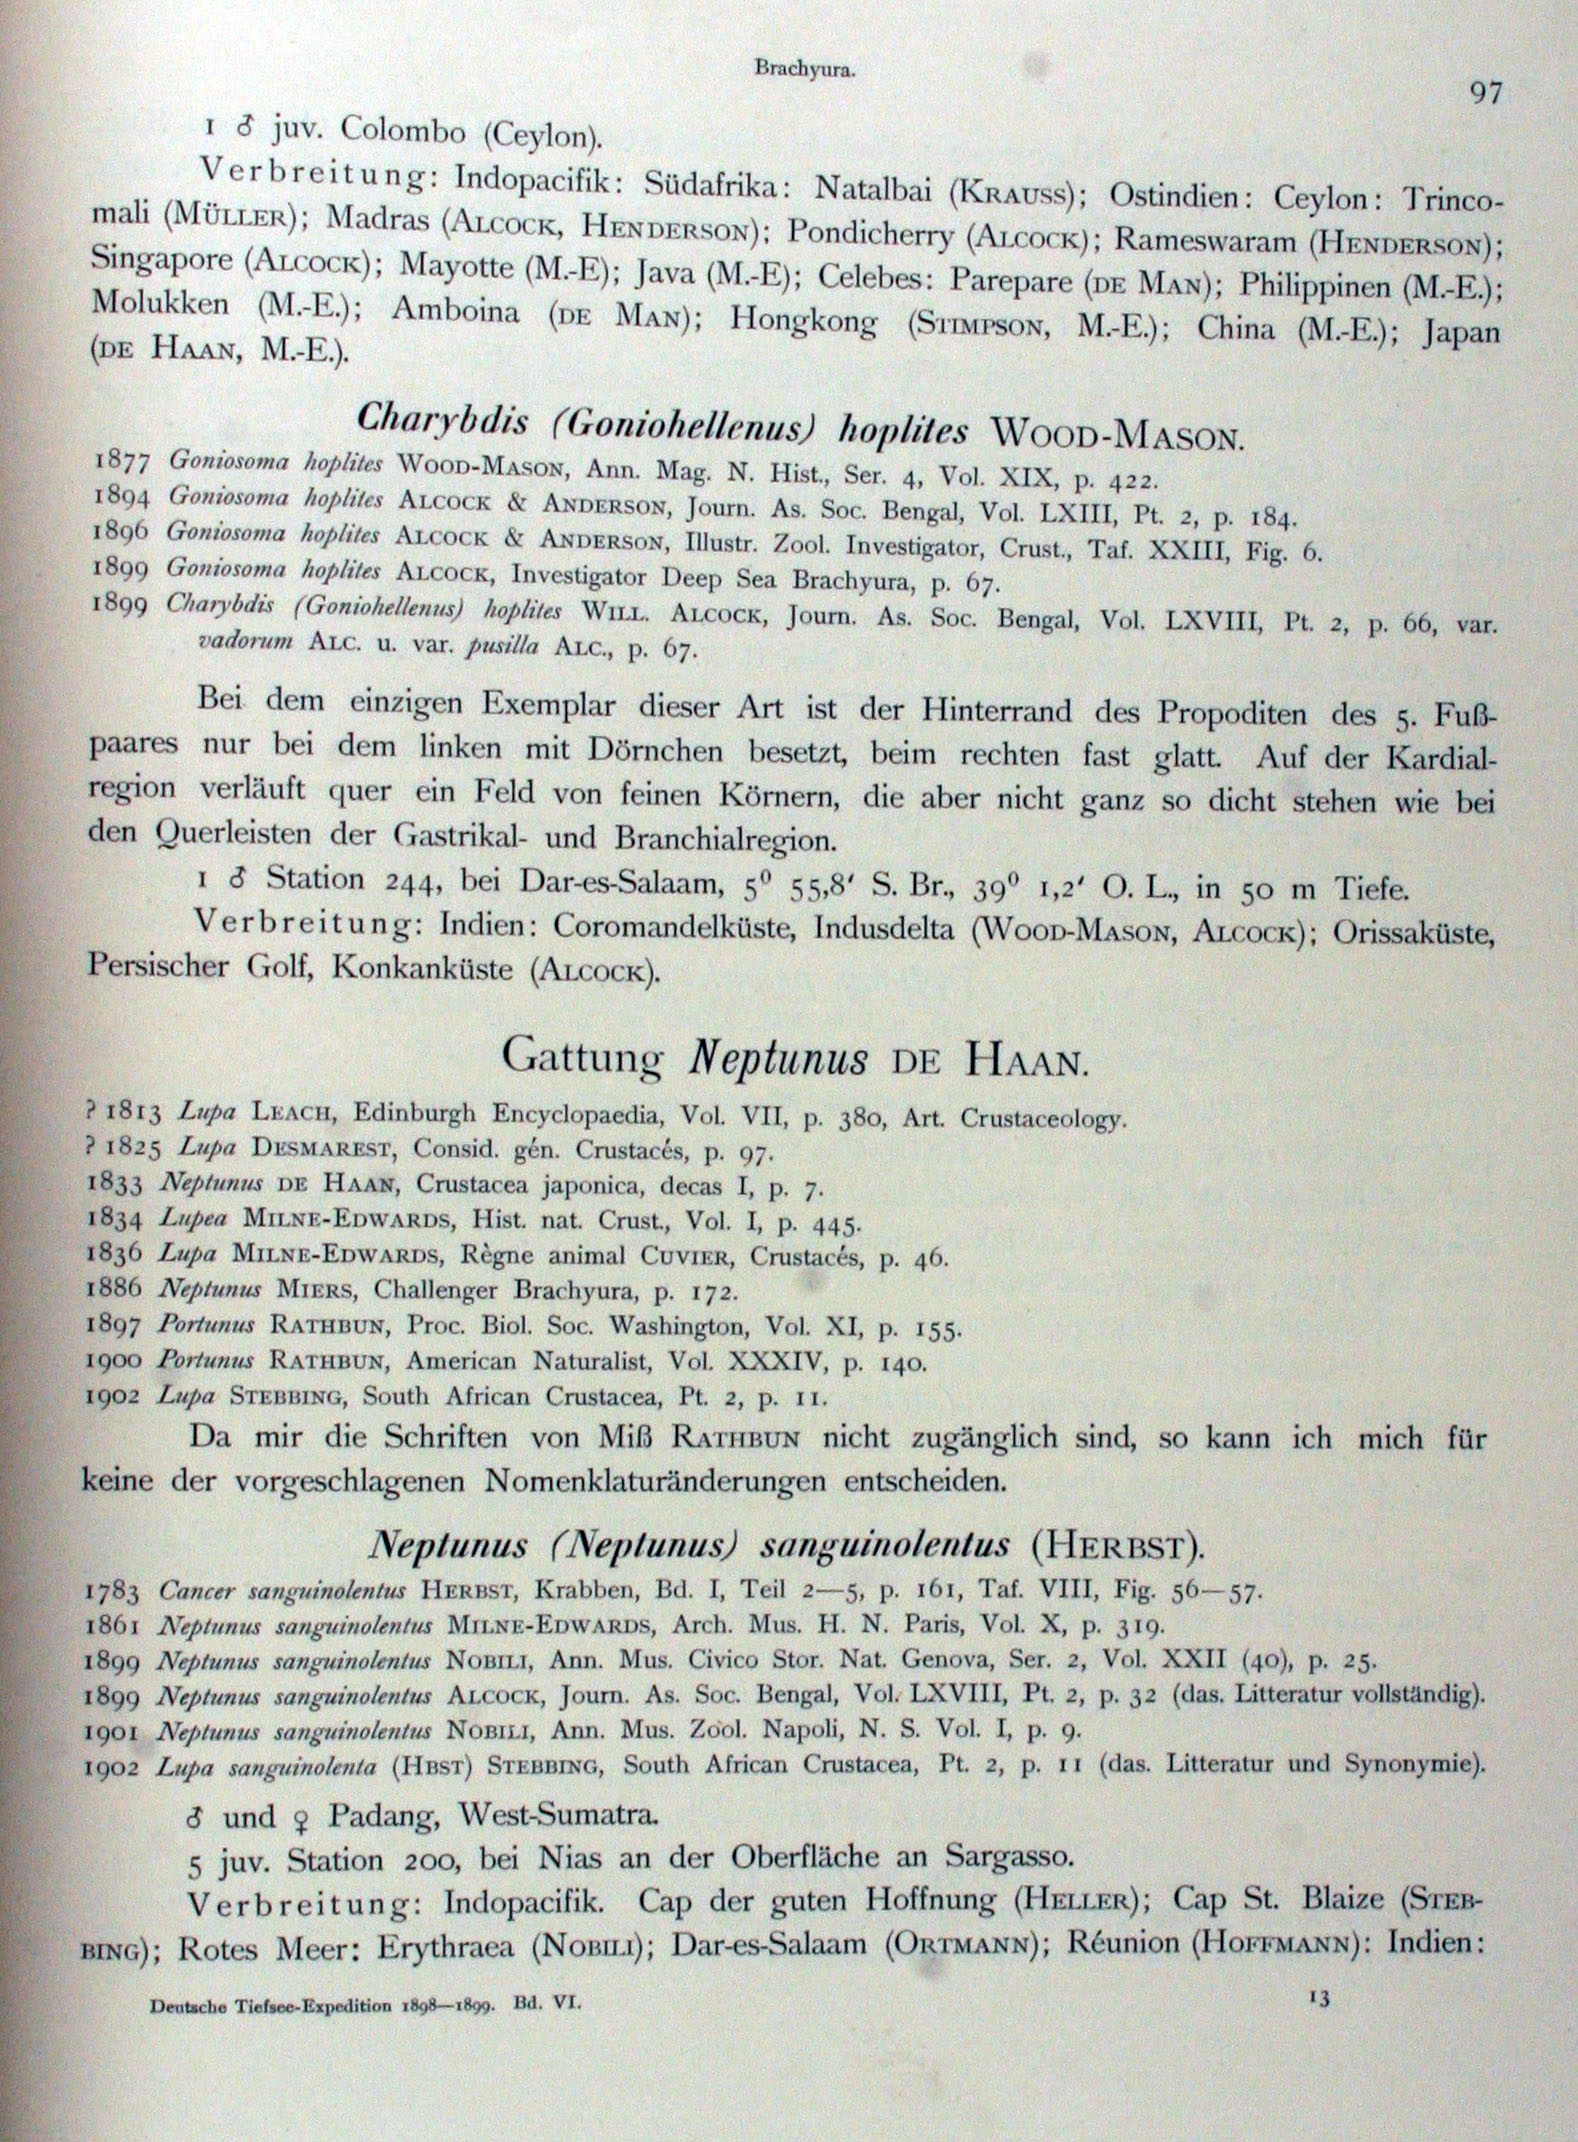 Brachyura.
97
1 ♂ juv. Colombo (Ceylon).
Verbreitung: Indopacifik: Südafrika: Natalbai (KRAUSS); Ostindien: Ceylon: Trinco-
mali (MÜLLER); Madras (ALCOCK, HENDERSON); Pondicherry (ALCOCK); Rameswaram (HENDERSON);
Singapore (ALCOCK); Mayotte (M.-E); Java (M.-E); Celebes: Parepare (DE MAN); Philippinen (M.-E.);
Molukken (M.-E.); Amboina (DE MAN); Hongkong (STIMPSON, M.-E.); China (M.-E.); Japan
(DE HAAN, M.-E.).
Charybdis (Goniohellenus) hoplites WOOD-MASON.
1877 Goniosoma hoplites WOOD-MASON, Ann. Mag. N. Hist., Ser. 4, Vol. XIX, p. 422.
1894 Goniosoma hoplites ALCOCK & ANDERSON, Journ. As. Soc. Bengal, Vol. LXIII, Pt. 2, p. 184.
1896 Goniosoma hoplites ALCOCK & ANDERSON, Illustr. Zool. Investigator, Crust., Taf. XXIII, Fig. 6.
1899 Goniosoma hoplites ALCOCK, Investigator Deep Sea Brachyura, p. 67.
1899 Charybdis (Goniohellenus) hoplites WILL. ALCOCK, Journ. As. Soc. Bengal, Vol. LXVIII, Pt. 2, p. 66, var.
vadorum ALC. u. var. pusilla ALC., p. 67.
Bei dem einzigen Exemplar dieser Art ist der Hinterrand des Propoditen des 5. Fuß-
paares nur bei dem linken mit Dörnchen besetzt, beim rechten fast glatt. Auf der Kardial-
region verläuft quer ein Feld von feinen Körnern, die aber nicht ganz so dicht stehen wie bei
den Querleisten der Gastrikal- und Branchialregion.
1 ♂ Station 244, bei Dar-es-Salaam, 5⁰ 55,8' S. Br., 39⁰ 1,2' O. L., in 50 m Tiefe.
Verbreitung: Indien: Coromandelküste, Indusdelta (WOOD-MASON, ALCOCK); Orissaküste,
Persischer Golf, Konkanküste (ALCOCK).
Gattung Neptunus DE HAAN.
? 1813 Lupa LEACH, Edinburgh Encyclopaedia, Vol. VII, p. 380, Art. Crustaceology.
? 1825 Lupa DESMAREST, Consid. gén. Crustacés, p. 97.
1833 Neptunus DE HAAN, Crustacea japonica, decas I, p. 7.
1834 Lupea MILNE-EDWARDS, Hist. nat. Crust., Vol. I, p. 445.
1836 Lupa MILNE-EDWARDS, Règne animal CUVIER, Crustacés, p. 46.
1886 Neptunus MIERS, Challenger Brachyura, p. 172.
1897 Portunus RATHBUN, Proc. Biol. Soc. Washington, Vol. XI, p. 155.
1900 Portunus RATHBUN, American Naturalist, Vol. XXXIV, p. 140.
1902 Lupa STEBBING, South African Crustacea, Pt. 2, p. 11.
Da mir die Schriften von Miß RATHBUN nicht zugänglich sind, so kann ich mich für
keine der vorgeschlagenen Nomenklaturänderungen entscheiden.
Neptunus (Neptunus) sanguinolentus (HERBST).
1783 Cancer sanguinolentus HERBST, Krabben, Bd. I, Teil 2—5, p. 161, Taf. VIII, Fig. 56—57.
1861 Neptunus sanguinolentus MILNE-EDWARDS, Arch. Mus. H. N. Paris, Vol. X, p. 319.
1899 Neptunus sanguinolentus NOBILI, Ann. Mus. Civico Stor. Nat. Genova, Ser. 2, Vol. XXII (40), p. 25.
1899 Neptunus sanguinolentus ALCOCK, Journ. As. Soc. Bengal, Vol. LXVIII, Pt. 2, p. 32 (das. Litteratur vollständig).
1901 Neptunus sanguinolentus NOBILI, Ann. Mus. Zool. Napoli, N. S. Vol. I, p. 9.
1902 Lupa sanguinolenta (HBST) STEBBING, South African Crustacea, Pt. 2, p. 11 (das. Litteratur und Synonymie).
♂ und ♀ Padang, West-Sumatra.
5 juv. Station 200, bei Nias an der Oberfläche an Sargasso.
Verbreitung: Indopacifik. Cap der guten Hoffnung (HELLER); Cap St. Blaize (STEB-
BING); Rotes Meer: Erythraea (NOBILI); Dar-es-Salaam (ORTMANN); Réunion (HOFFMANN): Indien:
Deutsche Tiefsee-Expedition 1898—1899. Bd. VI.
13